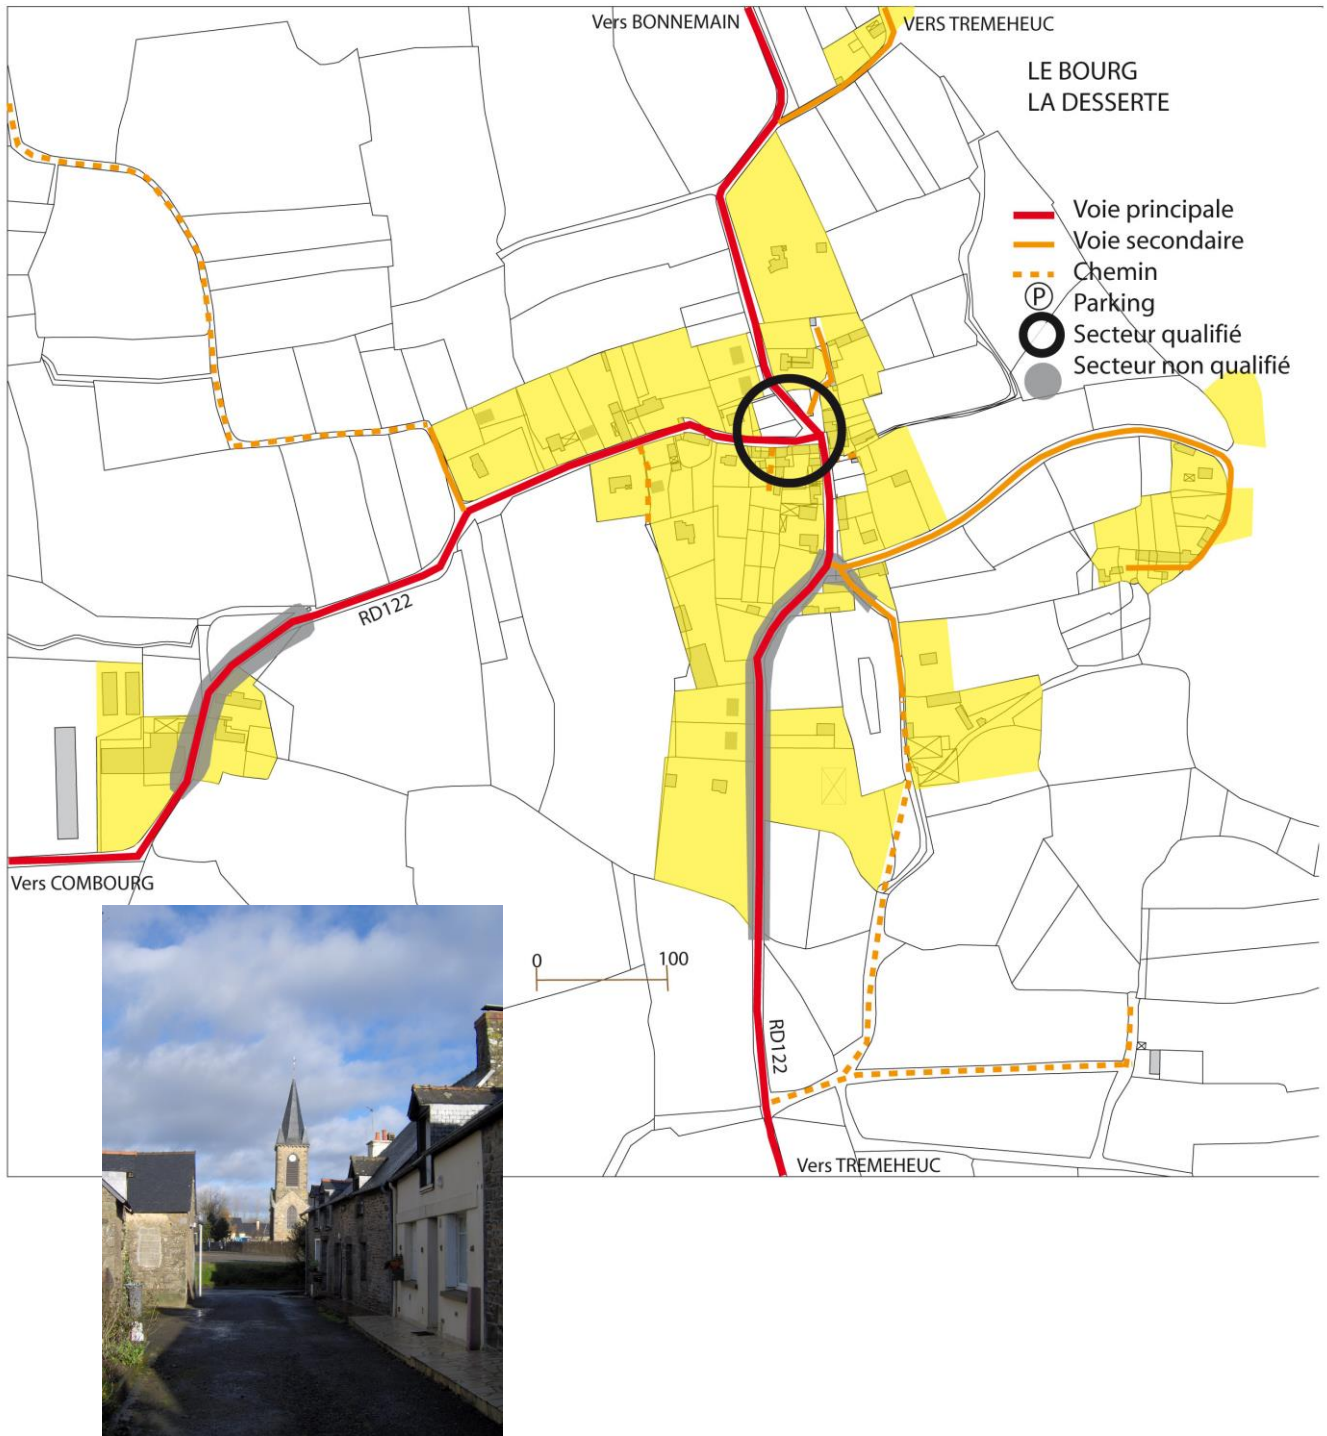 Vers BONNEMAIN
VERS TREMEHEUC
LE BOURG
LA DESSERTE
Voie principale
Voie secondaire
Chemin
P Parking
Secteur qualifié
Secteur non qualifié
RD122
Vers COMBOURG
0 100
RD122
Vers TREMEHEUC